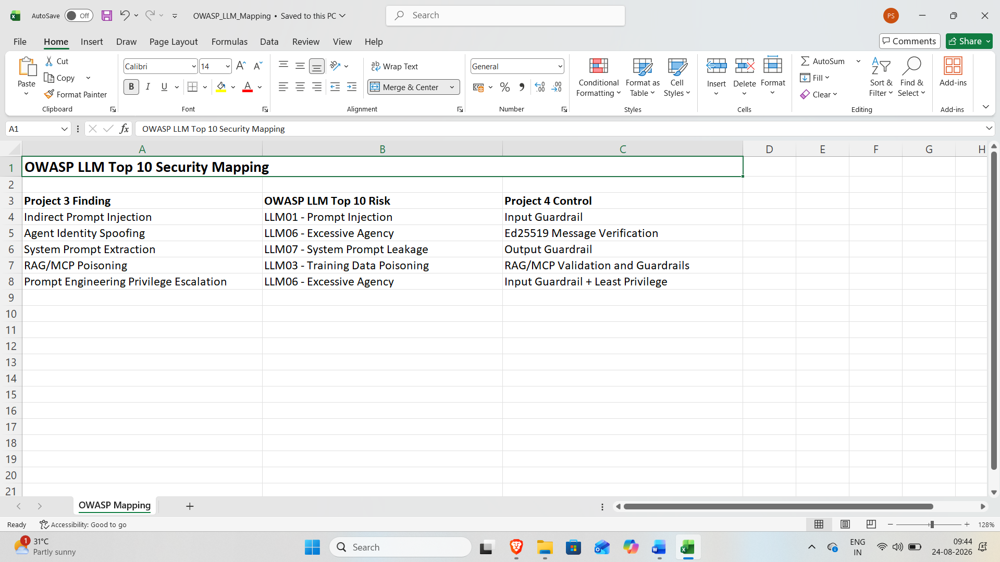 AutoSave Off OWASP_LLM_Mapping • Saved to this PC Search PS
File Home Insert Draw Page Layout Formulas Data Review View Help Comments Share
Paste Cut Copy Format Painter Clipboard
Calibri 14 B I U A Font
ab Wrap Text Merge & Center Alignment
General % Number
Conditional Formatting Format as Table Cell Styles Styles
Insert Delete Format Cells
AutoSum Fill Clear Sort & Filter Find & Select Editing
Add-ins Add-ins
A1 fx OWASP LLM Top 10 Security Mapping
A B C D E F G H
1 OWASP LLM Top 10 Security Mapping
2
3 Project 3 Finding OWASP LLM Top 10 Risk Project 4 Control
4 Indirect Prompt Injection LLM01 - Prompt Injection Input Guardrail
5 Agent Identity Spoofing LLM06 - Excessive Agency Ed25519 Message Verification
6 System Prompt Extraction LLM07 - System Prompt Leakage Output Guardrail
7 RAG/MCP Poisoning LLM03 - Training Data Poisoning RAG/MCP Validation and Guardrails
8 Prompt Engineering Privilege Escalation LLM06 - Excessive Agency Input Guardrail + Least Privilege
9
10
11
12
13
14
15
16
17
18
19
20
21
OWASP Mapping
Ready Accessibility: Good to go 128%
1 31°C
Partly sunny
Search
ENG
IN
09:44
24-08-2026